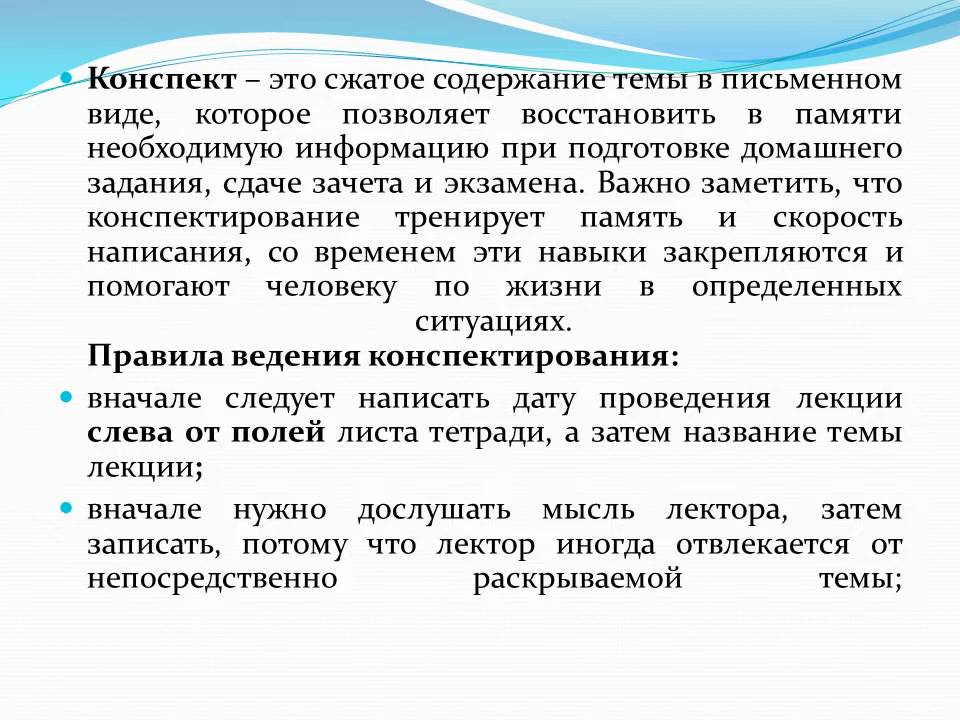 Конспект – это сжатое содержание темы в письменном
виде, которое позволяет восстановить в памяти
необходимую информацию при подготовке домашнего
задания, сдаче зачета и экзамена. Важно заметить, что
конспектирование тренирует память и скорость
написания, со временем эти навыки закрепляются и
помогают человеку по жизни в определенных
ситуациях.
Правила ведения конспектирования:
вначале следует написать дату проведения лекции
слева от полей листа тетради, а затем название темы
лекции;
вначале нужно дослушать мысль лектора, затем
записать, потому что лектор иногда отвлекается от
непосредственно раскрываемой темы;